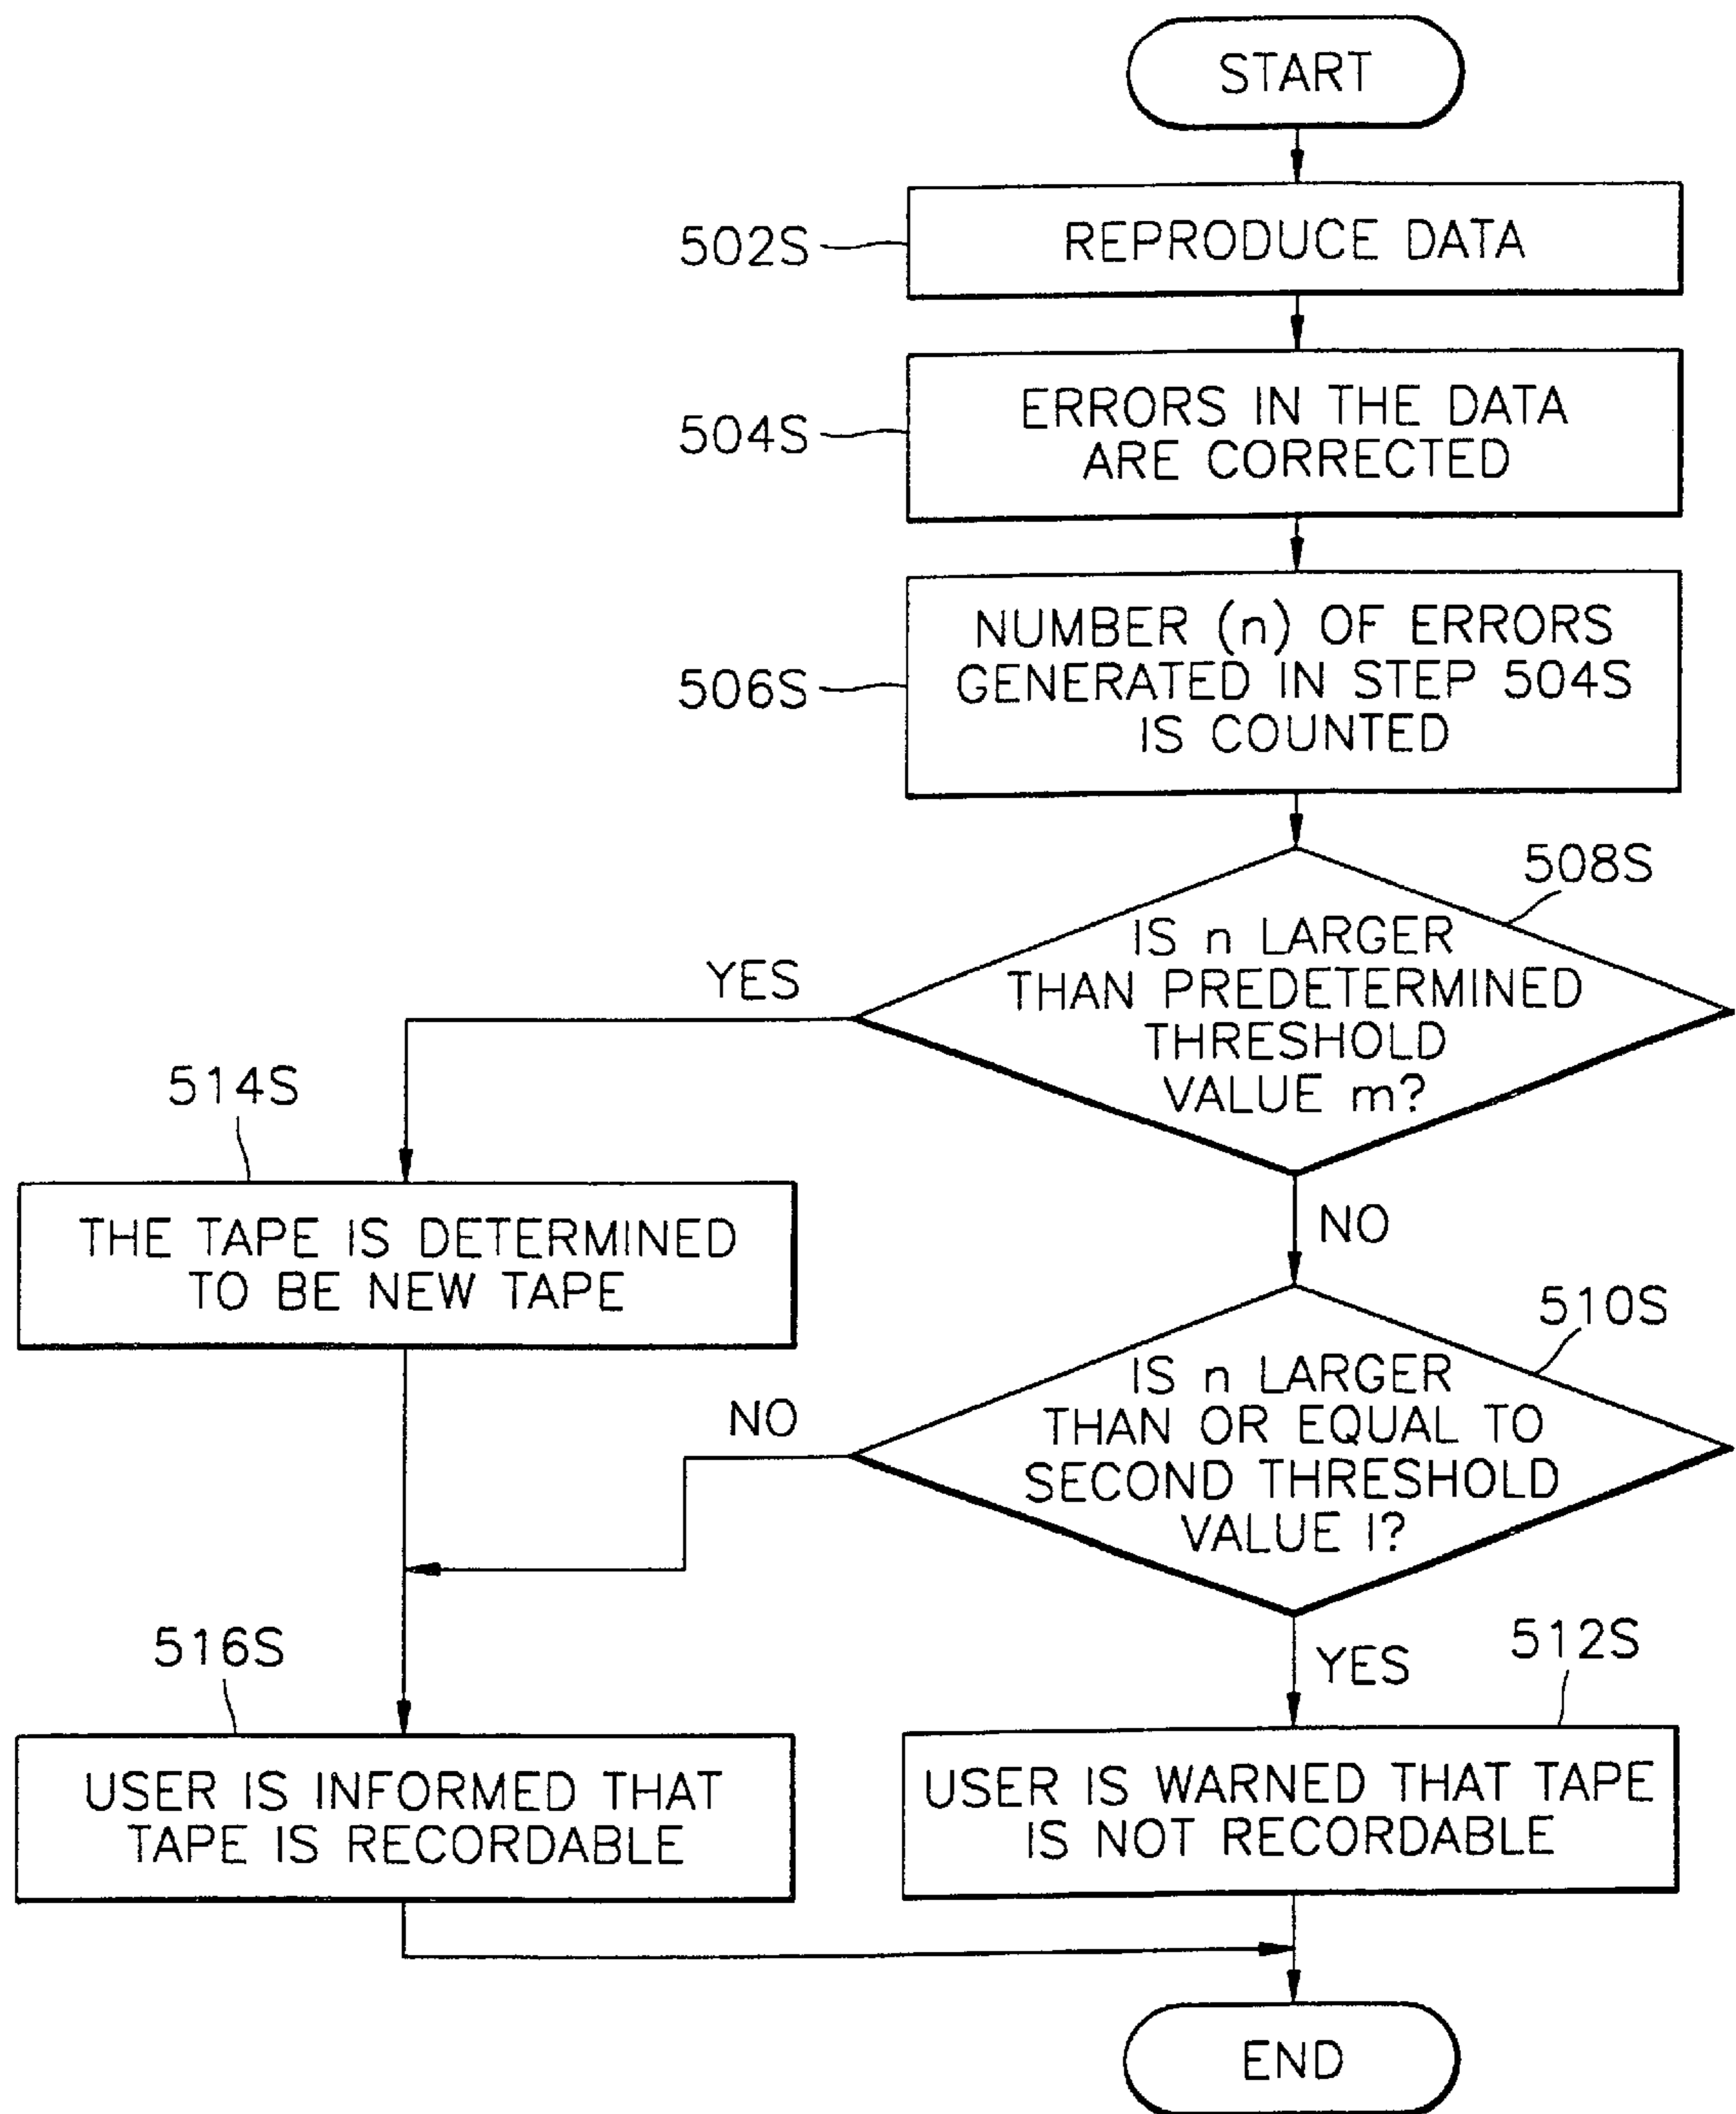 START
502S
REPRODUCE DATA
504S
ERRORS IN THE DATA
ARE CORRECTED
506S
NUMBER (n) OF ERRORS
GENERATED IN STEP 504S
IS COUNTED
508S
IS n LARGER
THAN PREDETERMINED
THRESHOLD
VALUE m?
YES
NO
514S
THE TAPE IS DETERMINED
TO BE NEW TAPE
510S
IS n LARGER
THAN OR EQUAL TO
SECOND THRESHOLD
VALUE l?
NO
YES
516S
USER IS INFORMED THAT
TAPE IS RECORDABLE
512S
USER IS WARNED THAT TAPE
IS NOT RECORDABLE
END